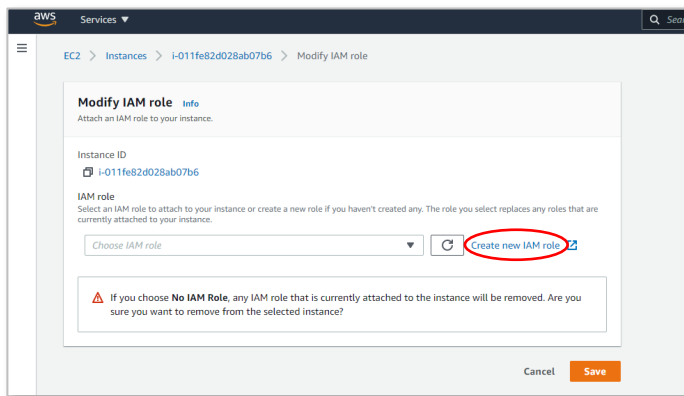 aws Services ▼ Sea
EC2 > Instances > i-011fe82d028ab07b6 > Modify IAM role
Modify IAM role Info
Attach an IAM role to your instance.
Instance ID
i-011fe82d028ab07b6
IAM role
Select an IAM role to attach to your instance or create a new role if you haven't created any. The role you select replaces any roles that are
currently attached to your instance.
Choose IAM role ▼ Create new IAM role
If you choose No IAM Role, any IAM role that is currently attached to the instance will be removed. Are you
sure you want to remove from the selected instance?
Cancel Save